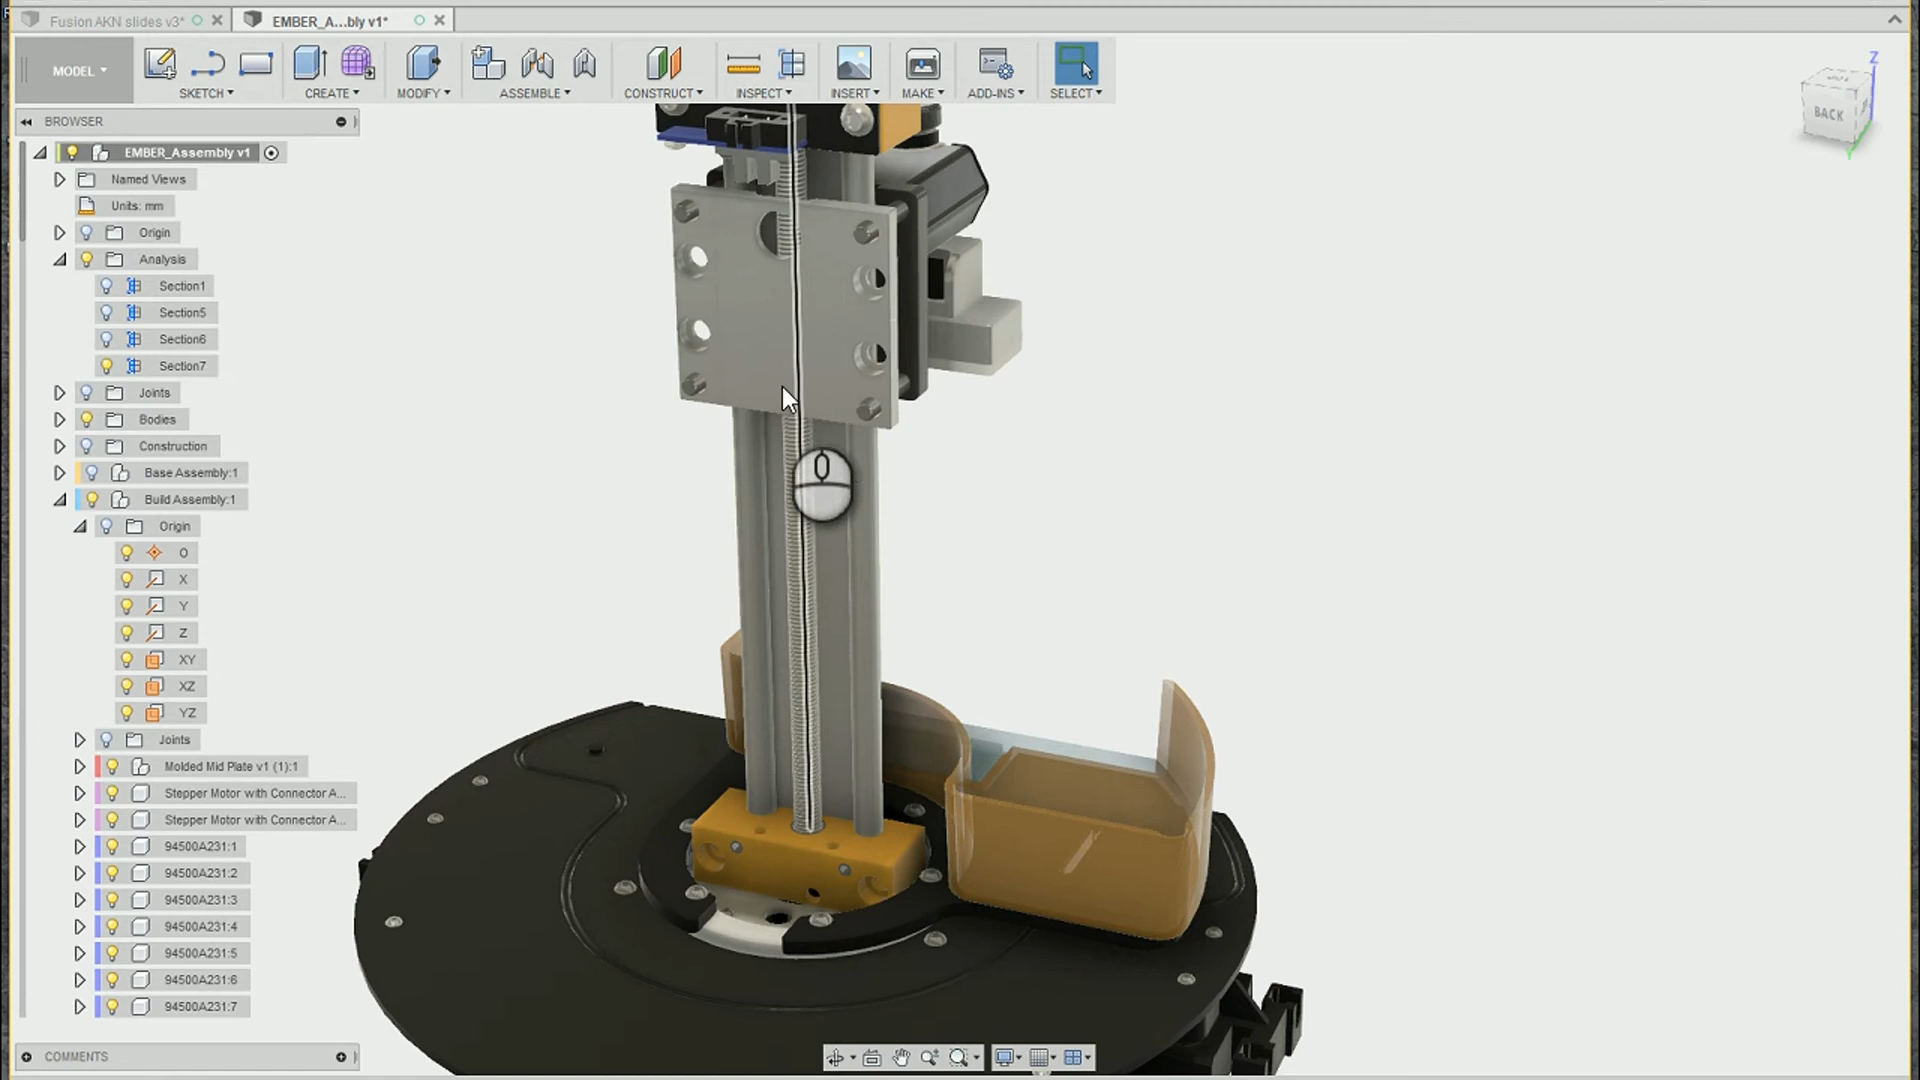 Fusion AKN slides v3*
EMBER_A...bly v1*
MODEL
SKETCH
CREATE
MODIFY
ASSEMBLE
CONSTRUCT
INSPECT
INSERT
MAKE
ADD-INS
SELECT
Z
BACK
Y
BROWSER
EMBER_Assembly v1
Named Views
Units: mm
Origin
Analysis
Section1
Section5
Section6
Section7
Joints
Bodies
Construction
Base Assembly:1
Build Assembly:1
Origin
O
X
Y
Z
XY
XZ
YZ
Joints
Molded Mid Plate v1 (1):1
Stepper Motor with Connector A...
Stepper Motor with Connector A...
94500A231:1
94500A231:2
94500A231:3
94500A231:4
94500A231:5
94500A231:6
94500A231:7
COMMENTS